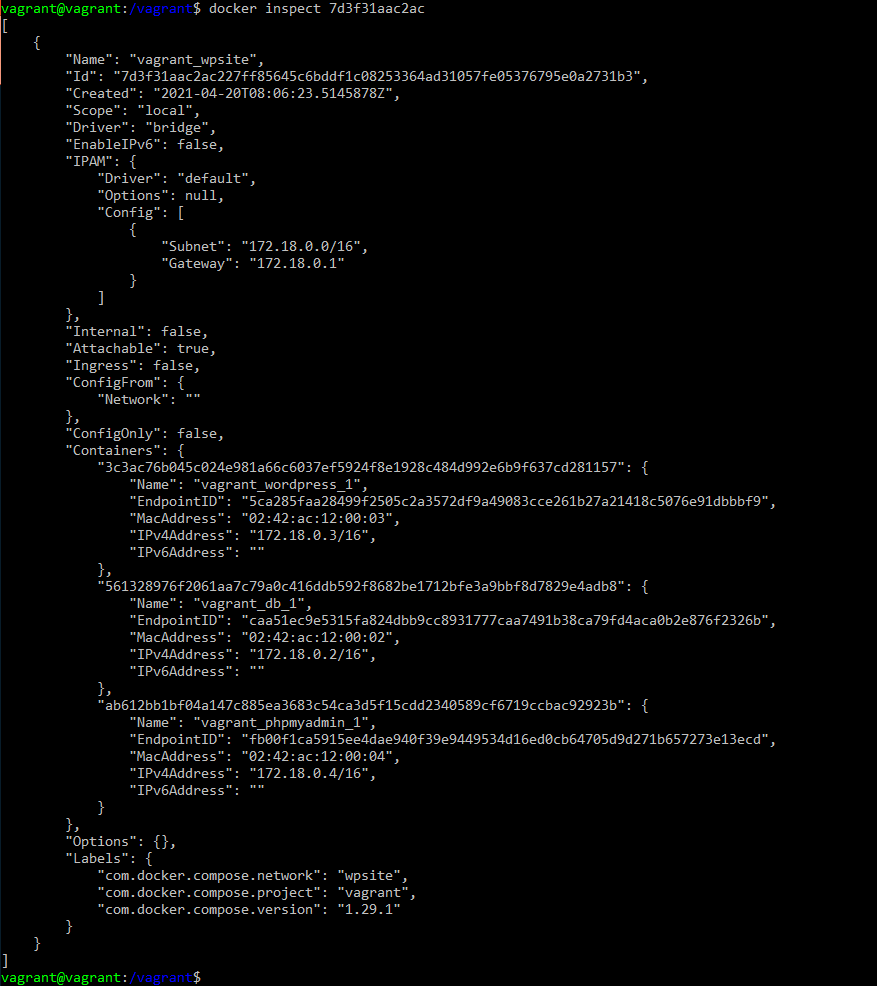 vagrant@vagrant:/vagrant$ docker inspect 7d3f31aac2ac
[
    {
        "Name": "vagrant_wpsite",
        "Id": "7d3f31aac2ac227ff85645c6bddf1c08253364ad31057fe05376795e0a2731b3",
        "Created": "2021-04-20T08:06:23.5145878Z",
        "Scope": "local",
        "Driver": "bridge",
        "EnableIPv6": false,
        "IPAM": {
            "Driver": "default",
            "Options": null,
            "Config": [
                {
                    "Subnet": "172.18.0.0/16",
                    "Gateway": "172.18.0.1"
                }
            ]
        },
        "Internal": false,
        "Attachable": true,
        "Ingress": false,
        "ConfigFrom": {
            "Network": ""
        },
        "ConfigOnly": false,
        "Containers": {
            "3c3ac76b045c024e981a66c6037ef5924f8e1928c484d992e6b9f637cd281157": {
                "Name": "vagrant_wordpress_1",
                "EndpointID": "5ca285faa28499f2505c2a3572df9a49083cce261b27a21418c5076e91dbbbf9",
                "MacAddress": "02:42:ac:12:00:03",
                "IPv4Address": "172.18.0.3/16",
                "IPv6Address": ""
            },
            "561328976f2061aa7c79a0c416ddb592f8682be1712bfe3a9bbf8d7829e4adb8": {
                "Name": "vagrant_db_1",
                "EndpointID": "caa51ec9e5315fa824dbb9cc8931777caa7491b38ca79fd4aca0b2e876f2326b",
                "MacAddress": "02:42:ac:12:00:02",
                "IPv4Address": "172.18.0.2/16",
                "IPv6Address": ""
            },
            "ab612bb1bf04a147c885ea3683c54ca3d5f15cdd2340589cf6719ccbac92923b": {
                "Name": "vagrant_phpmyadmin_1",
                "EndpointID": "fb00f1ca5915ee4dae940f39e9449534d16ed0cb64705d9d271b657273e13ecd",
                "MacAddress": "02:42:ac:12:00:04",
                "IPv4Address": "172.18.0.4/16",
                "IPv6Address": ""
            }
        },
        "Options": {},
        "Labels": {
            "com.docker.compose.network": "wpsite",
            "com.docker.compose.project": "vagrant",
            "com.docker.compose.version": "1.29.1"
        }
    }
]
vagrant@vagrant:/vagrant$